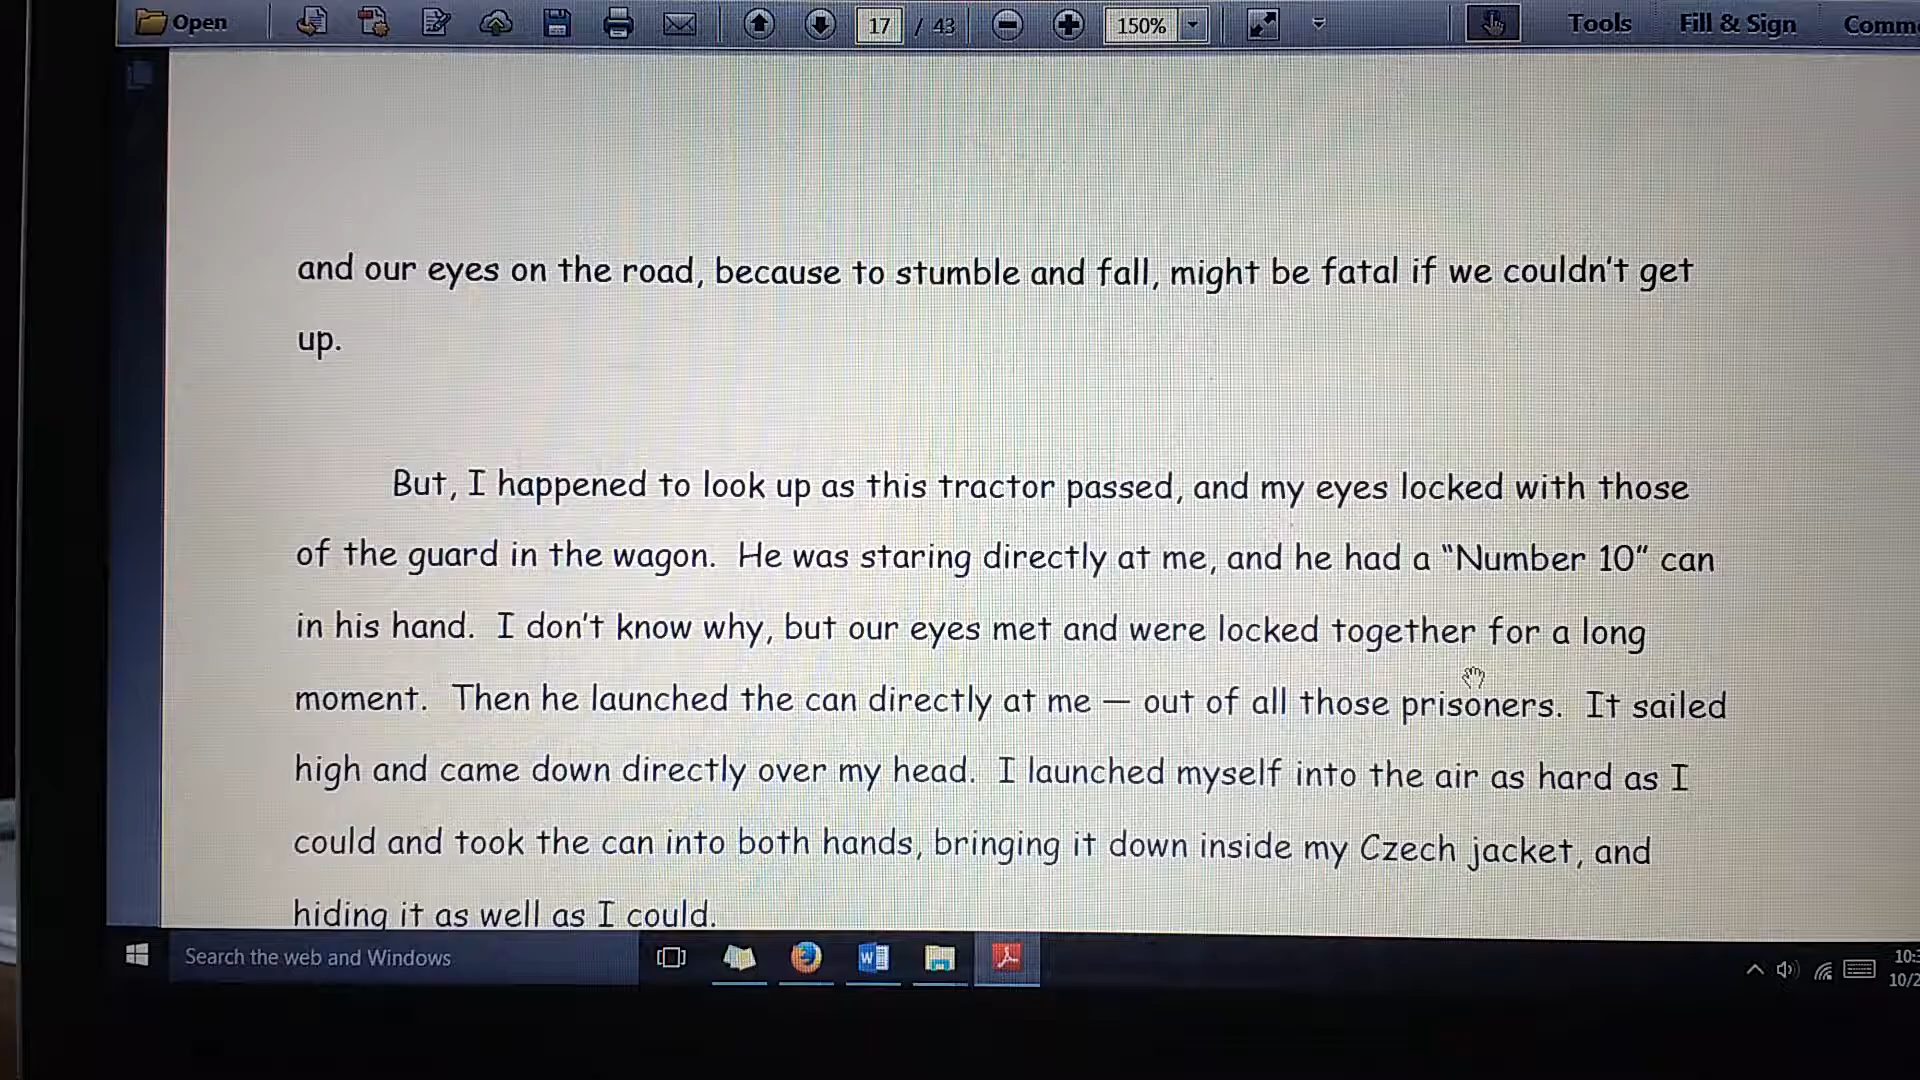 Open 17 / 43 150% Tools Fill & Sign
and our eyes on the road, because to stumble and fall, might be fatal if we couldn't get
up.
But, I happened to look up as this tractor passed, and my eyes locked with those
of the guard in the wagon. He was staring directly at me, and he had a "Number 10" can
in his hand. I don't know why, but our eyes met and were locked together for a long
moment. Then he launched the can directly at me — out of all those prisoners. It sailed
high and came down directly over my head. I launched myself into the air as hard as I
could and took the can into both hands, bringing it down inside my Czech jacket, and
hiding it as well as I could.
Search the web and Windows